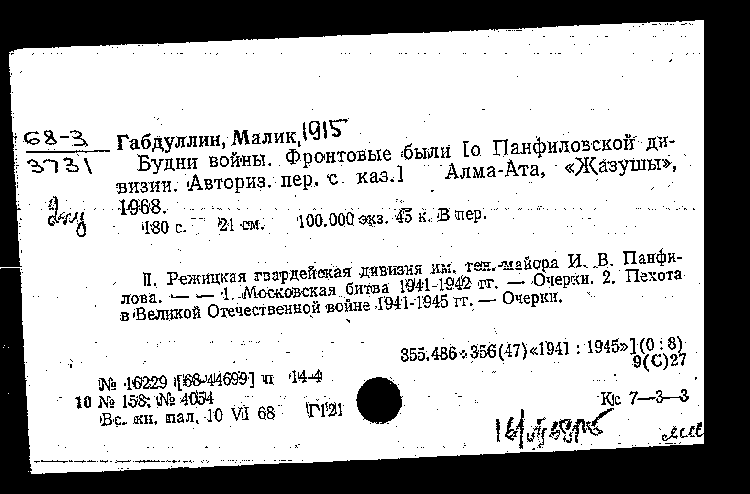 68-3
3731
Габдуллин, Малик, 1915
Будни войны. Фронтовые были [о Панфиловской ди-
визии. Авториз. пер. с каз.] Алма-Ата, «Жазушы»,
1968.
180 с. 21 см. 100.000 экз. 45 к. В пер.
II. Режицкая гвардейская дивизия им. ген.-майора И. В. Панфи-
лова. — — 1. Московская битва 1941-1942 гг. — Очерки. 2. Пехота
в Великой Отечественной войне 1941-1945 гг. — Очерки.
355.486+356(47)«1941 : 1945»](0 : 8)
9(С)27
№ 16229 [68-44699] п 14-4
10 № 158; № 4054
Вс. кн. пал. 10 VI 68 Г121
Кс 7—3—3